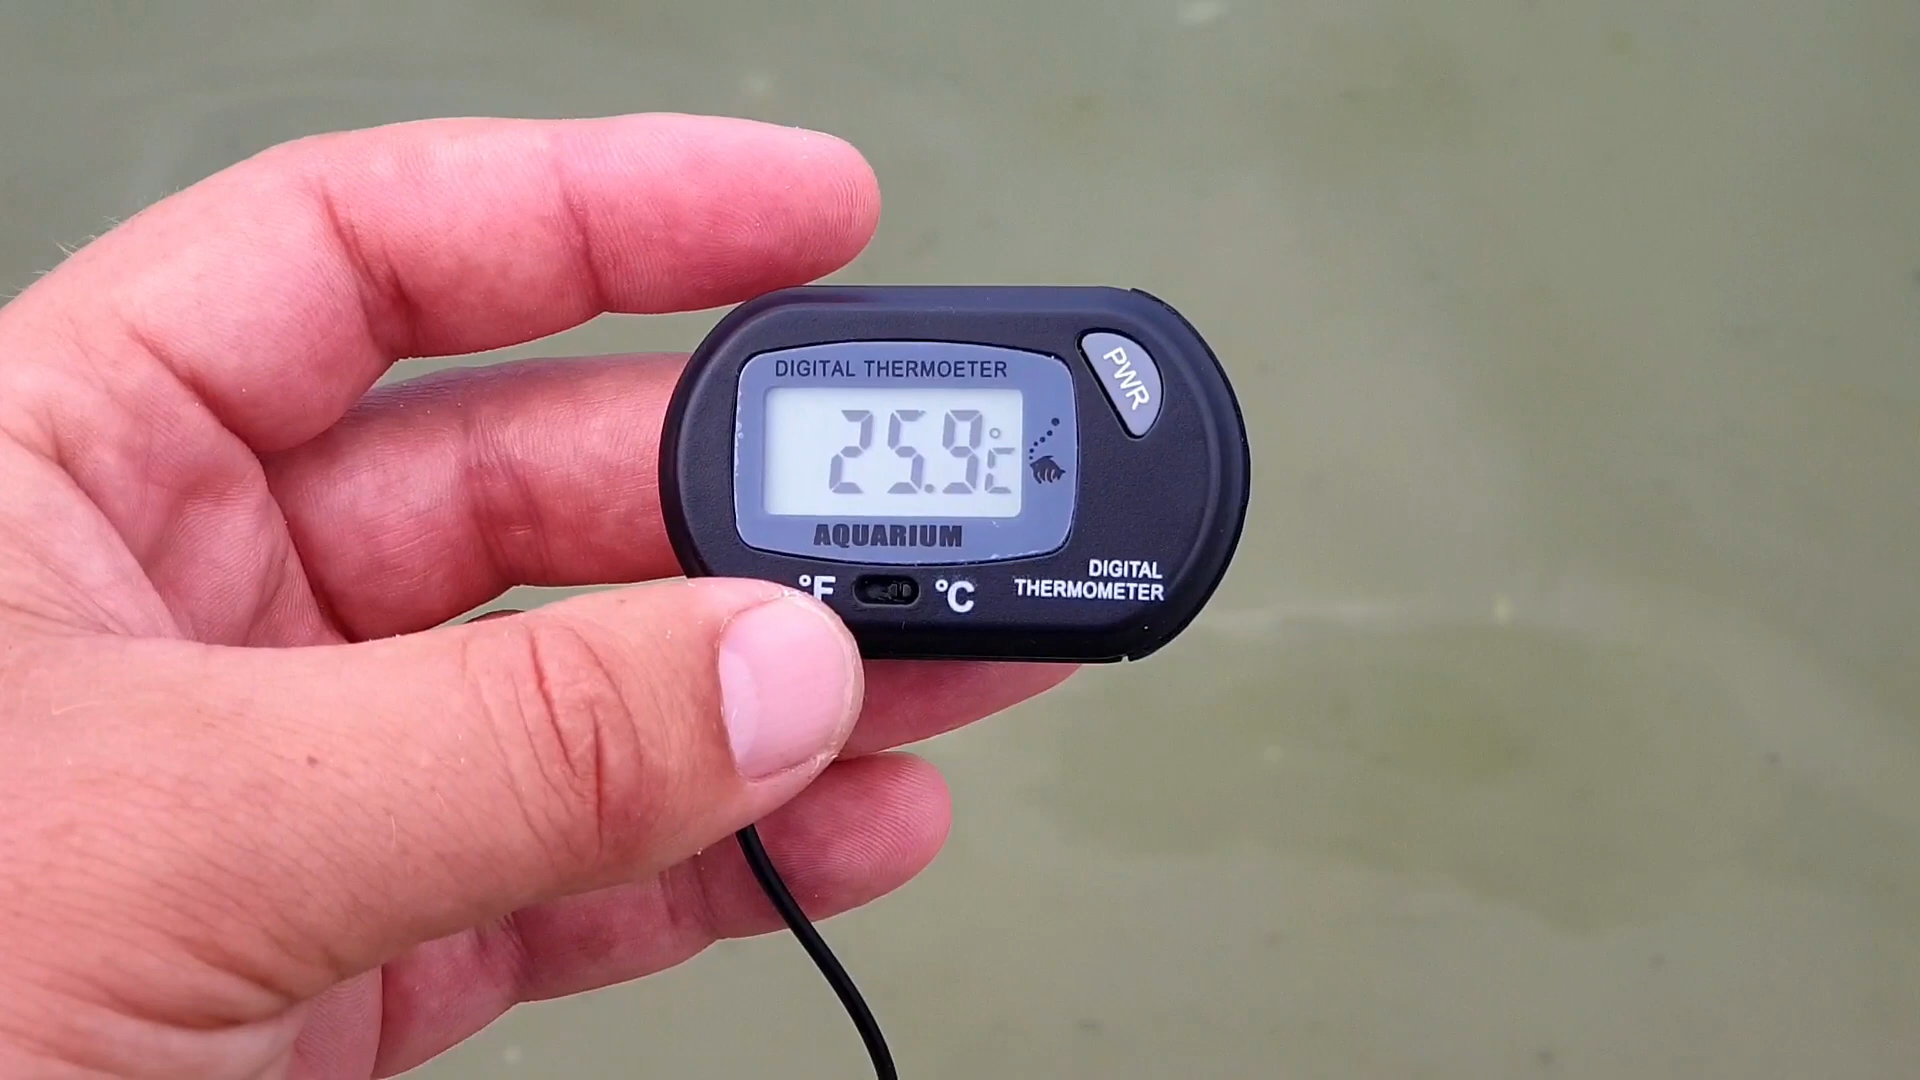 DIGITAL THERMOETER
25.9°C
AQUARIUM
PWR
°F °C
DIGITAL
THERMOMETER